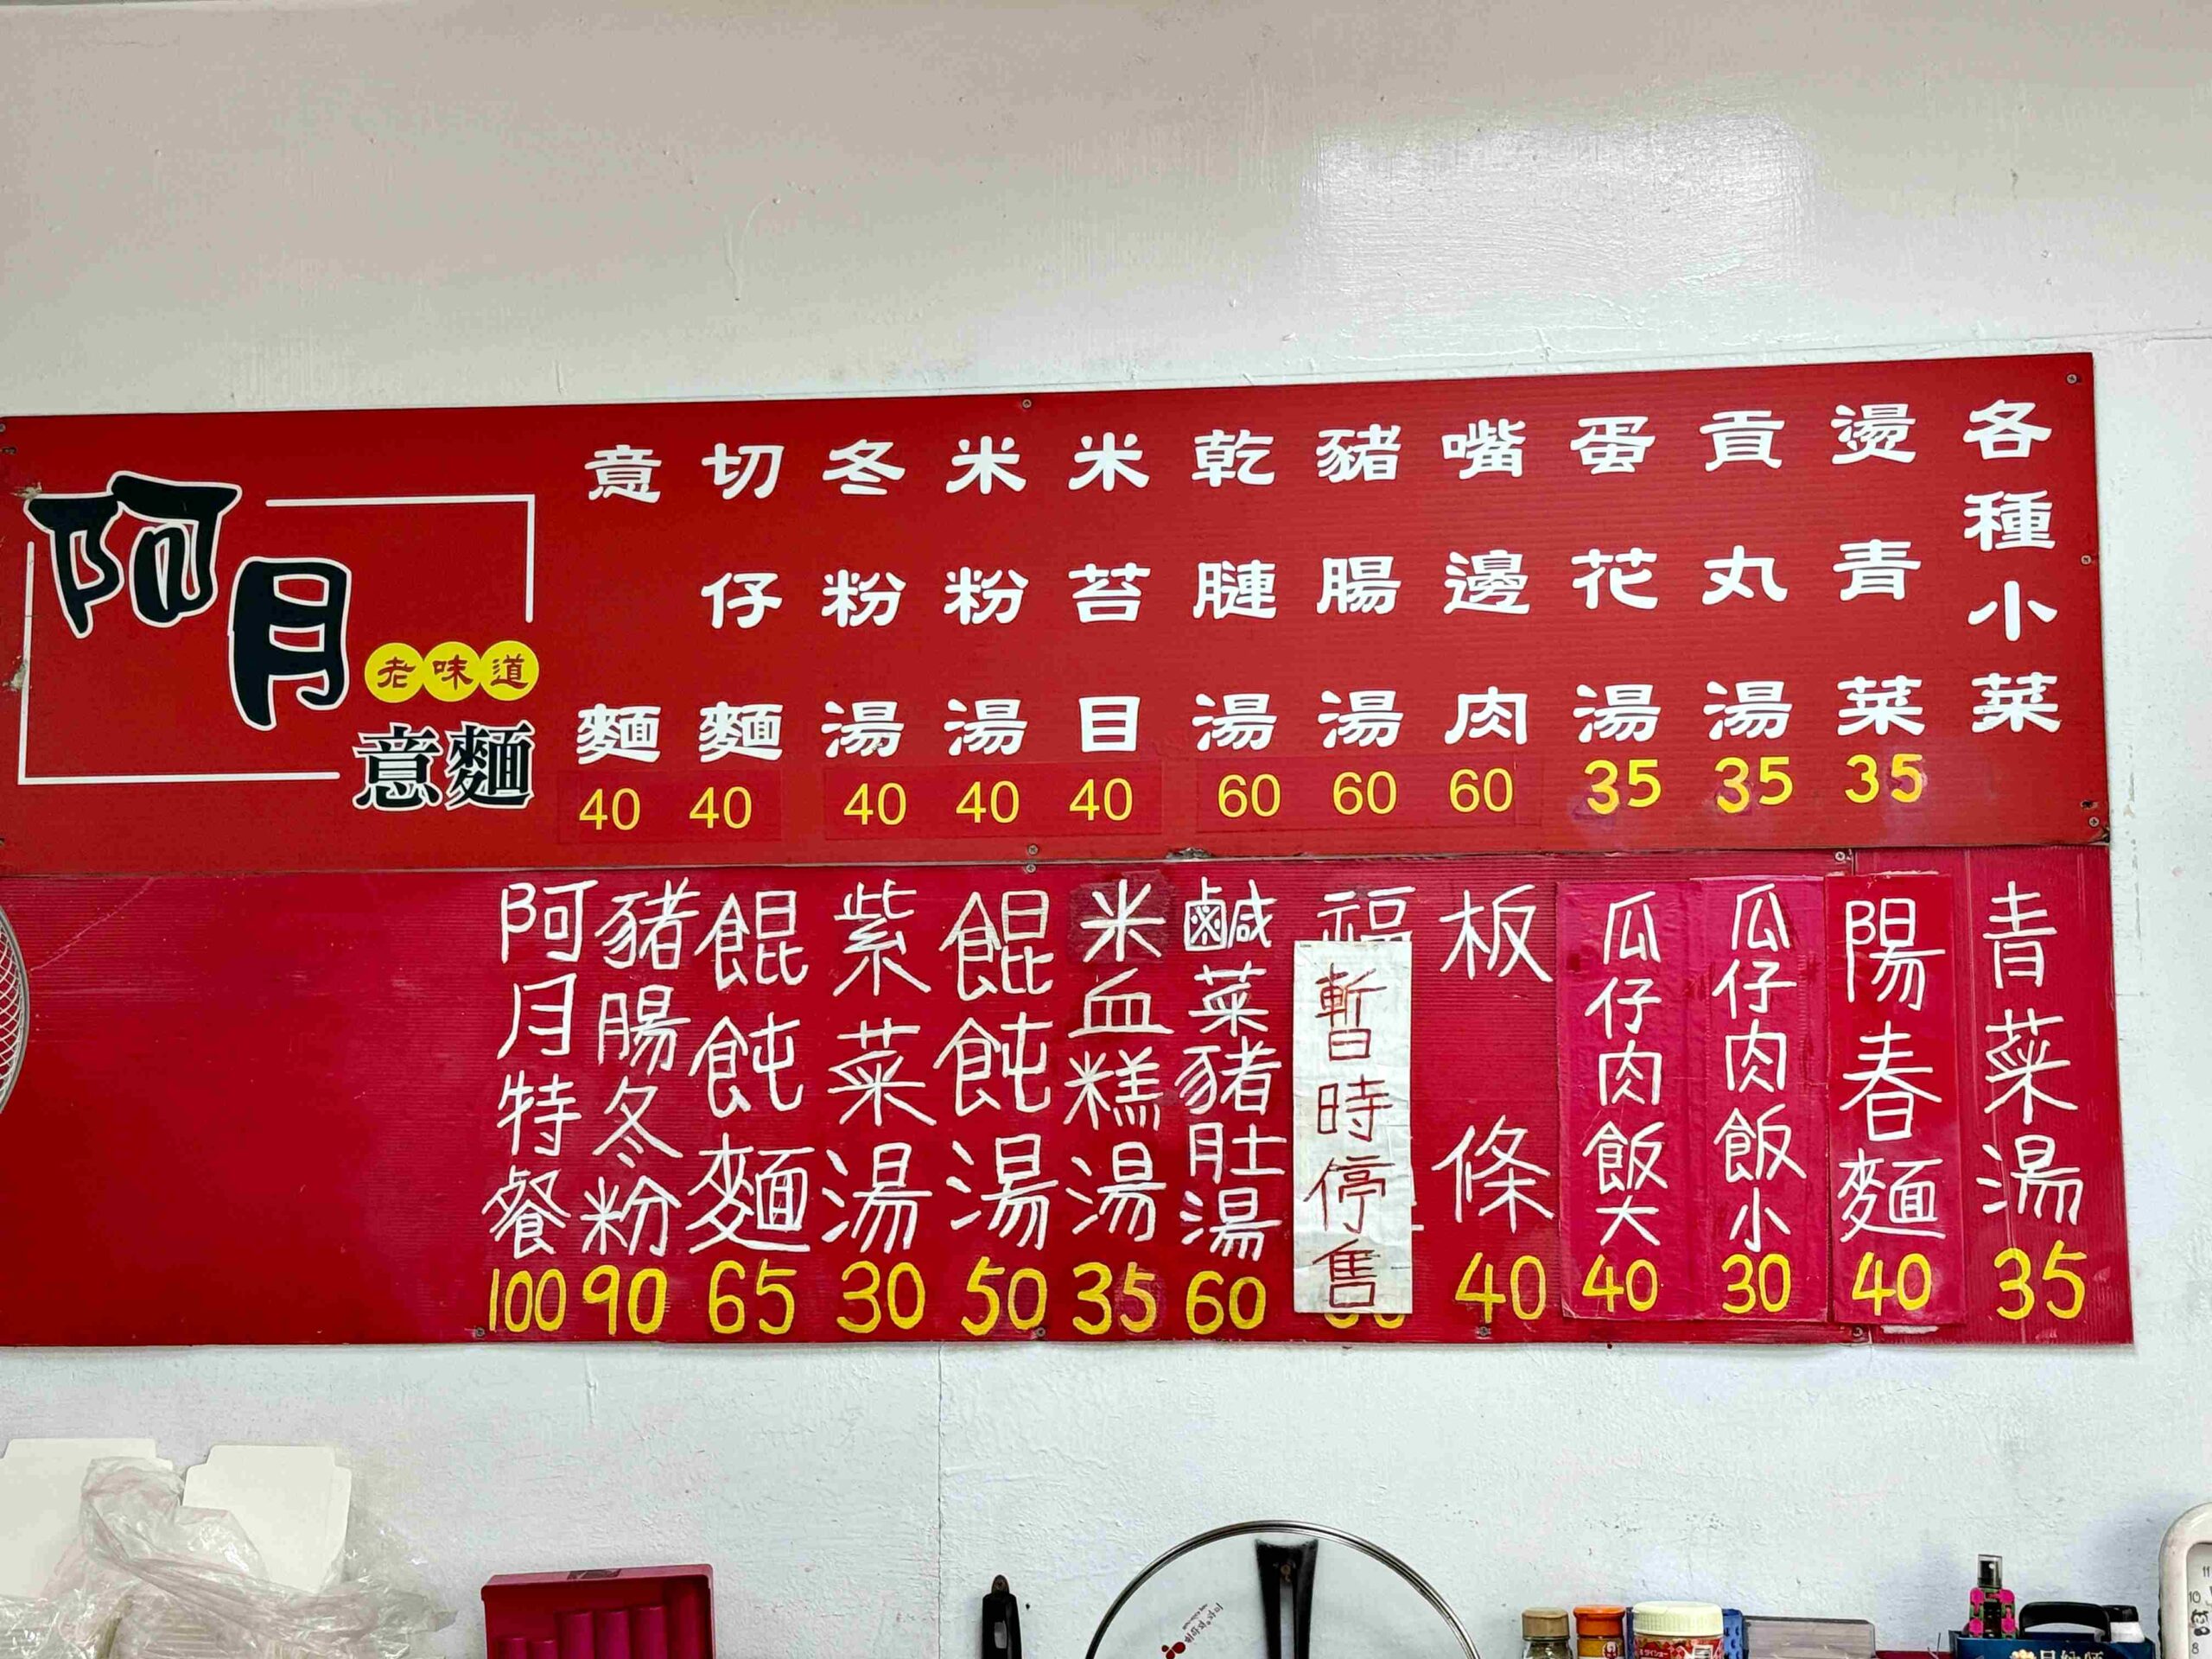 阿月
老味道
意麵
意麵 40
切仔麵 40
冬粉湯 40
米粉湯 40
米苔目 40
乾腱湯 60
豬腸湯 60
嘴邊肉 60
蛋花湯 35
貢丸湯 35
燙青菜 35
各種小菜
阿月特餐 100
豬腸冬粉 90
餛飩麵 65
紫菜湯 30
餛飩湯 50
米血糕湯 35
鹹菜豬肚湯 60
福
暫時停售
板條 40
瓜仔肉飯大 40
瓜仔肉飯小 30
陽春麵 40
青菜湯 35